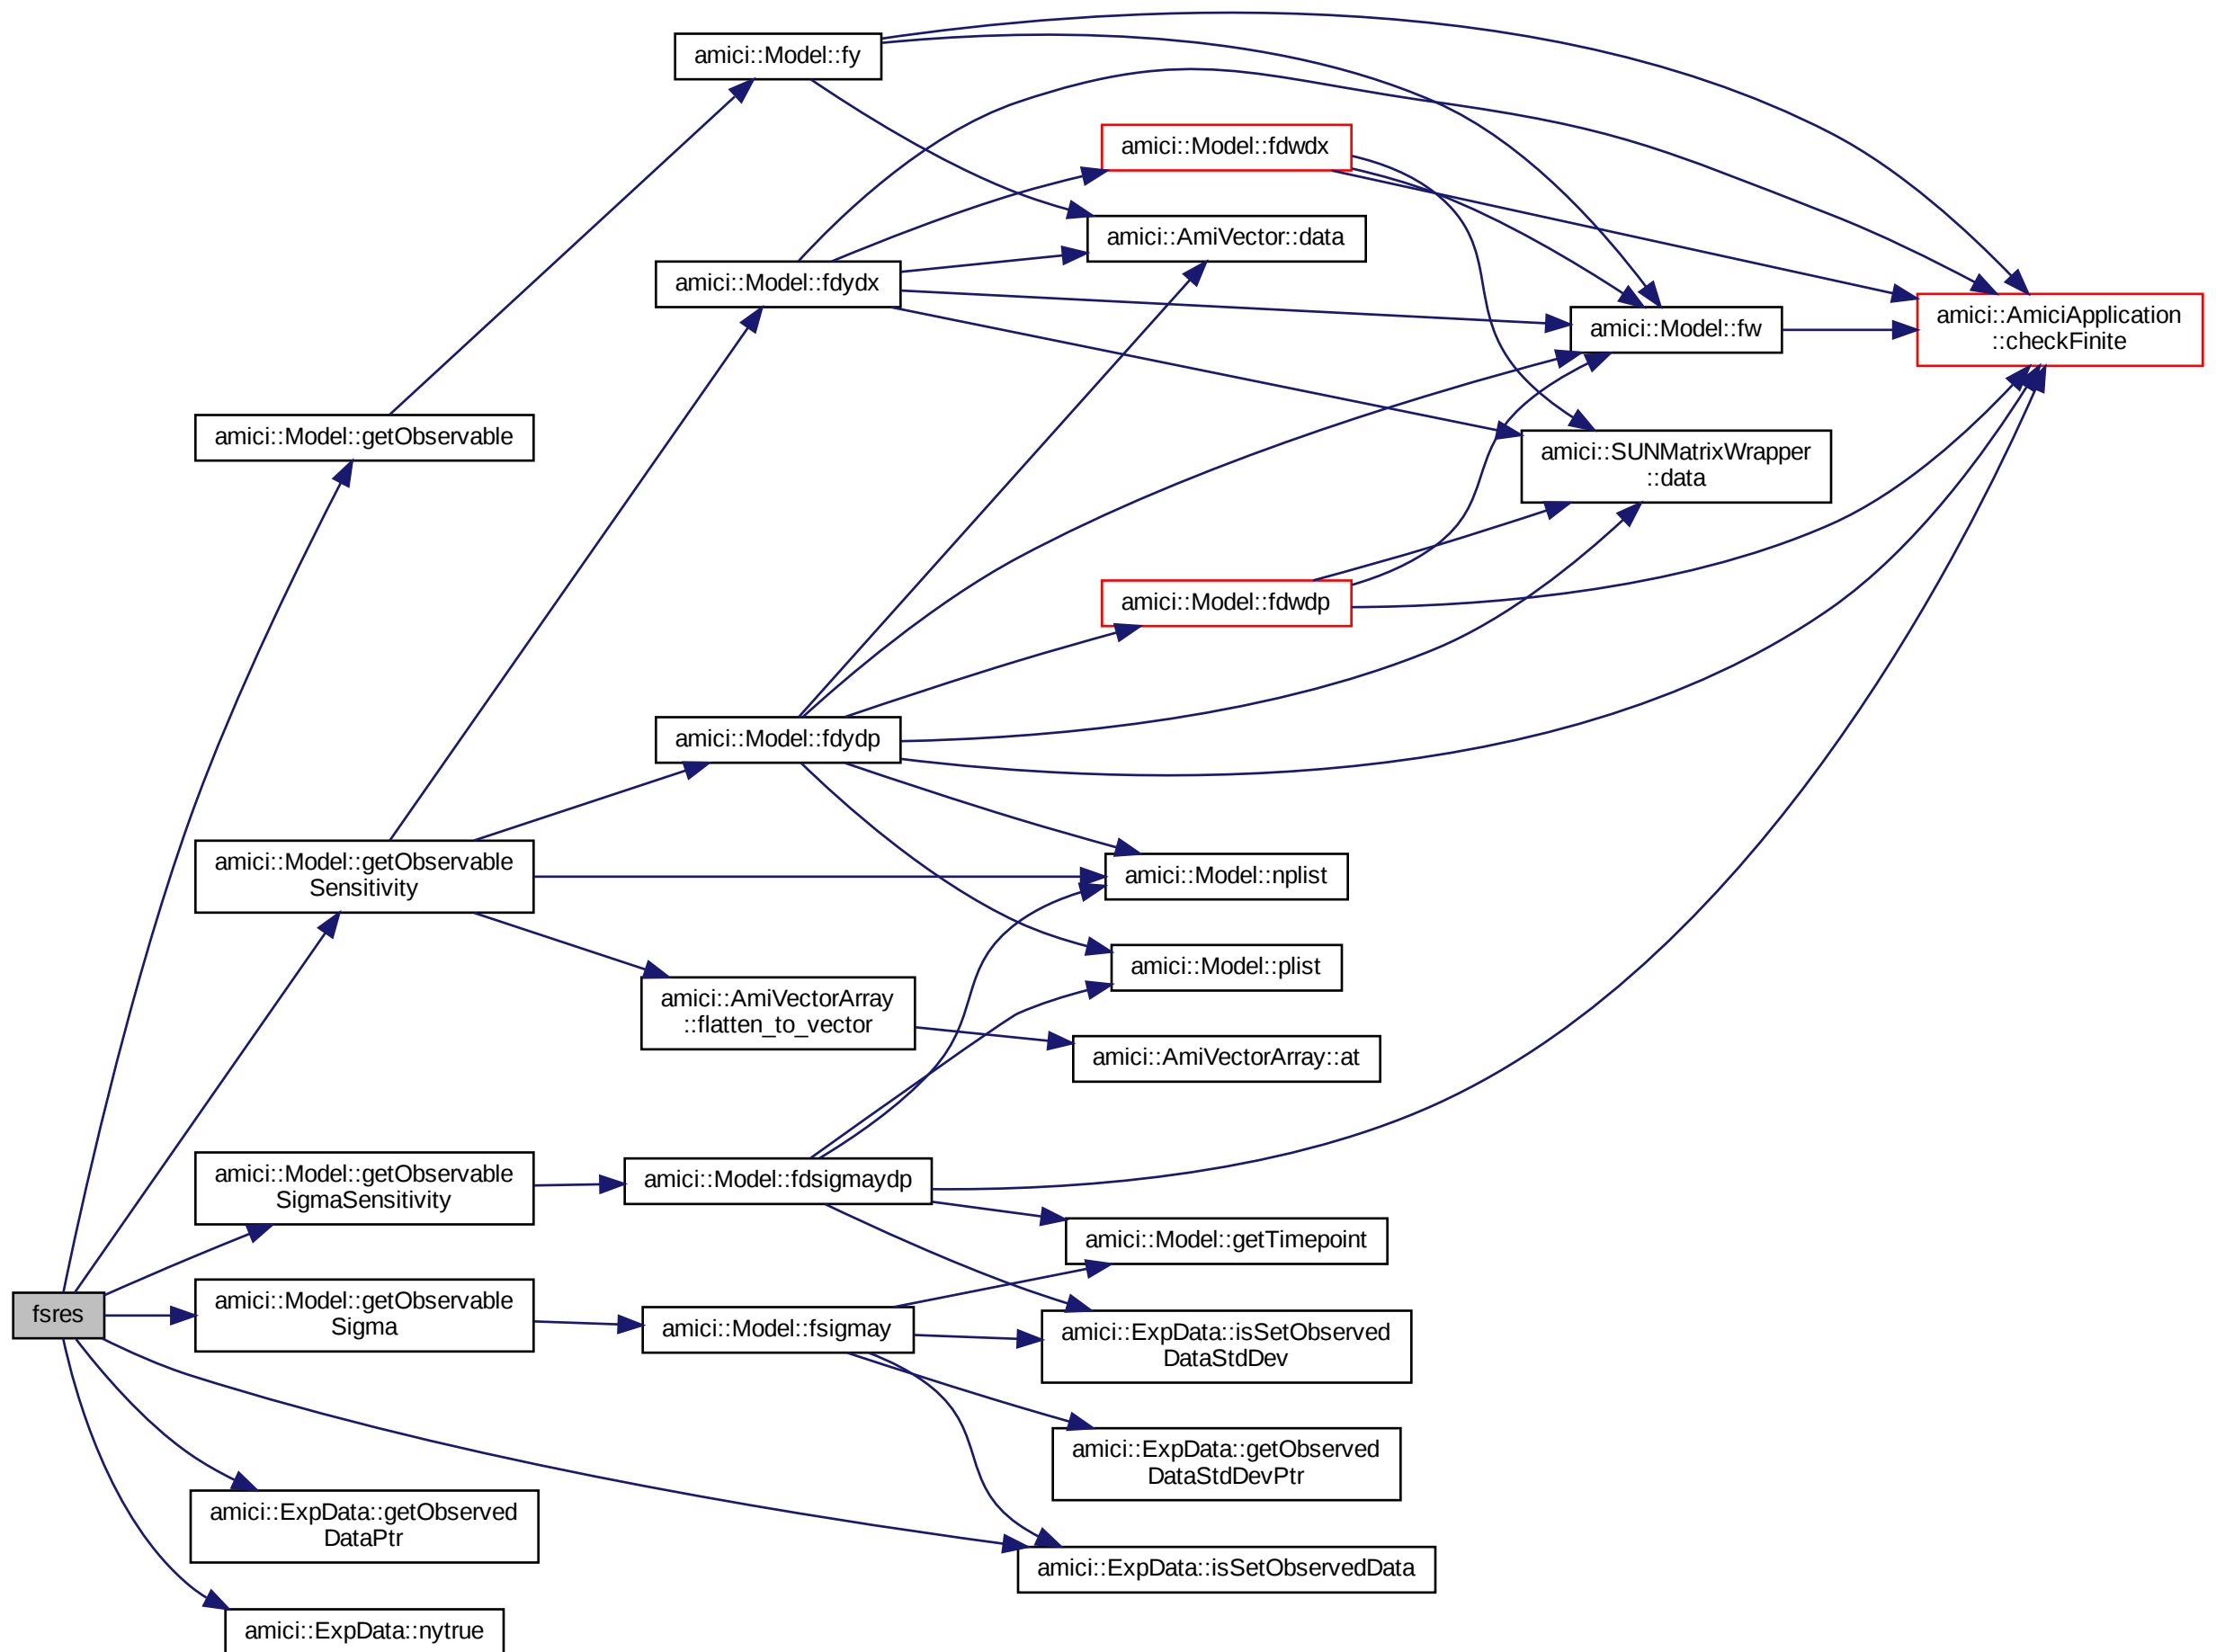 amici::Model::fy
amici::Model::fdwdx
amici::AmiVector::data
amici::Model::fdydx
amici::Model::fw
amici::AmiciApplication
::checkFinite
amici::Model::getObservable
amici::SUNMatrixWrapper
::data
amici::Model::fdwdp
amici::Model::fdydp
amici::Model::getObservable
Sensitivity
amici::Model::nplist
amici::Model::plist
amici::AmiVectorArray
::flatten_to_vector
amici::AmiVectorArray::at
amici::Model::getObservable
SigmaSensitivity
amici::Model::fdsigmaydp
amici::Model::getTimepoint
fsres
amici::Model::getObservable
Sigma
amici::Model::fsigmay
amici::ExpData::isSetObserved
DataStdDev
amici::ExpData::getObserved
DataStdDevPtr
amici::ExpData::getObserved
DataPtr
amici::ExpData::isSetObservedData
amici::ExpData::nytrue